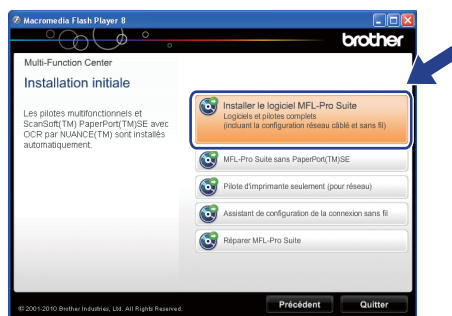 Macromedia Flash Player 8
brother
Multi-Function Center
Installation initiale
Les pilotes multifonctionnels et
ScanSoft(TM) PaperPort(TM)SE avec
OCR par NUANCE(TM) sont installés
automatiquement.
Installer le logiciel MFL-Pro Suite
Logiciels et pilotes complets
(incluant la configuration réseau câblé et sans fil)
MFL-Pro Suite sans PaperPort(TM)SE
Pilote d'imprimante seulement (pour réseau)
Assistant de configuration de la connexion sans fil
Réparer MFL-Pro Suite
© 2001-2010 Brother Industries, Ltd. All Rights Reserved.
Précédent
Quitter